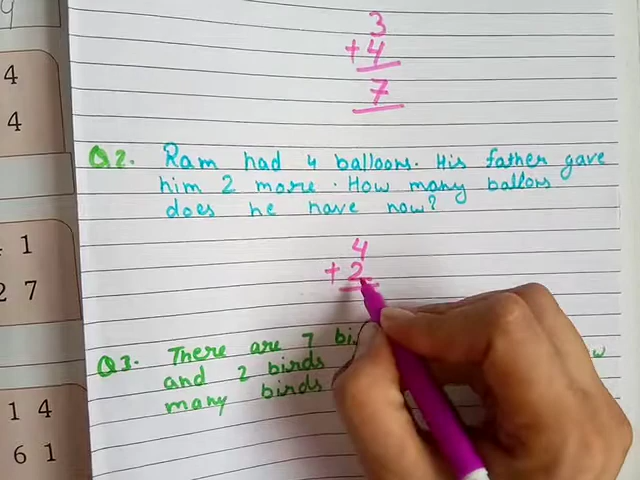 4
4
1
2 7
1 4
6 1
3
+ 4
7
Q2. Ram had 4 balloons. His father gave
him 2 more. How many ballons
does he have now?
4
+ 2
Q3. There are 7
and 2 birds
many birds